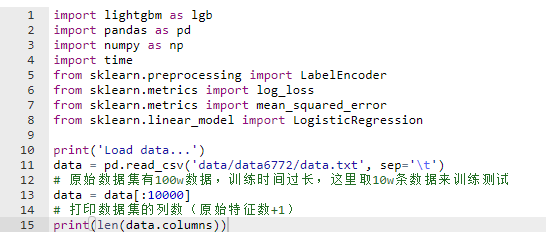 1 import lightgbm as lgb
2 import pandas as pd
3 import numpy as np
4 import time
5 from sklearn.preprocessing import LabelEncoder
6 from sklearn.metrics import log_loss
7 from sklearn.metrics import mean_squared_error
8 from sklearn.linear_model import LogisticRegression
9
10 print('Load data...')
11 data = pd.read_csv('data/data6772/data.txt', sep='\t')
12 # 原始数据集有100w数据，训练时间过长，这里取10w条数据来训练测试
13 data = data[:10000]
14 # 打印数据集的列数（原始特征数+1）
15 print(len(data.columns))